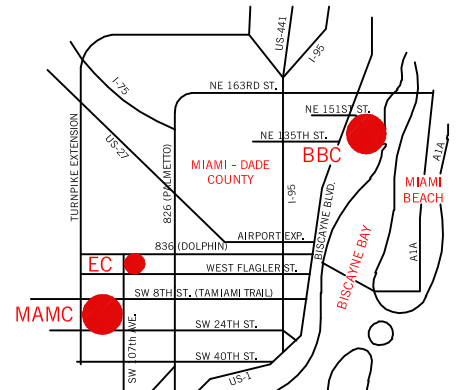 US-441
I-95
I-75
NE 163RD ST.
US-27
NE 151ST ST.
NE 135TH ST.
BBC
A1A
TURNPIKE EXTENSION
826 (PALMETTO)
MIAMI - DADE
COUNTY
MIAMI
BEACH
I-95
BISCAYNE BLVD.
AIRPORT EXP.
836 (DOLPHIN)
A1A
BISCAYNE BAY
EC
WEST FLAGLER ST.
SW 8TH ST. (TAMIAMI TRAIL)
MAMC
SW 24TH ST.
SW 107th AVE.
SW 40TH ST.
US-1